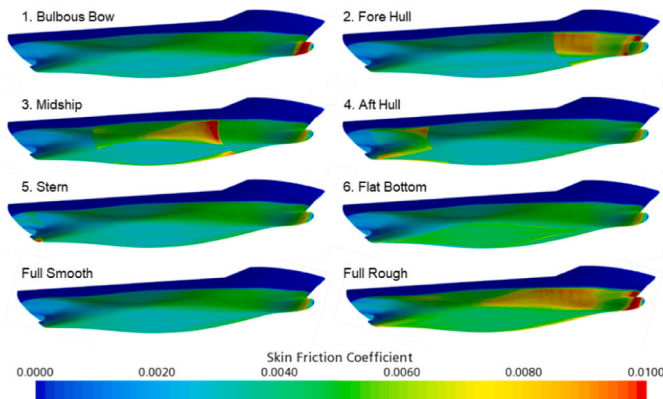 1. Bulbous Bow
2. Fore Hull
3. Midship
4. Aft Hull
5. Stern
6. Flat Bottom
Full Smooth
Full Rough
Skin Friction Coefficient
0.0000 0.0020 0.0040 0.0060 0.0080 0.0100